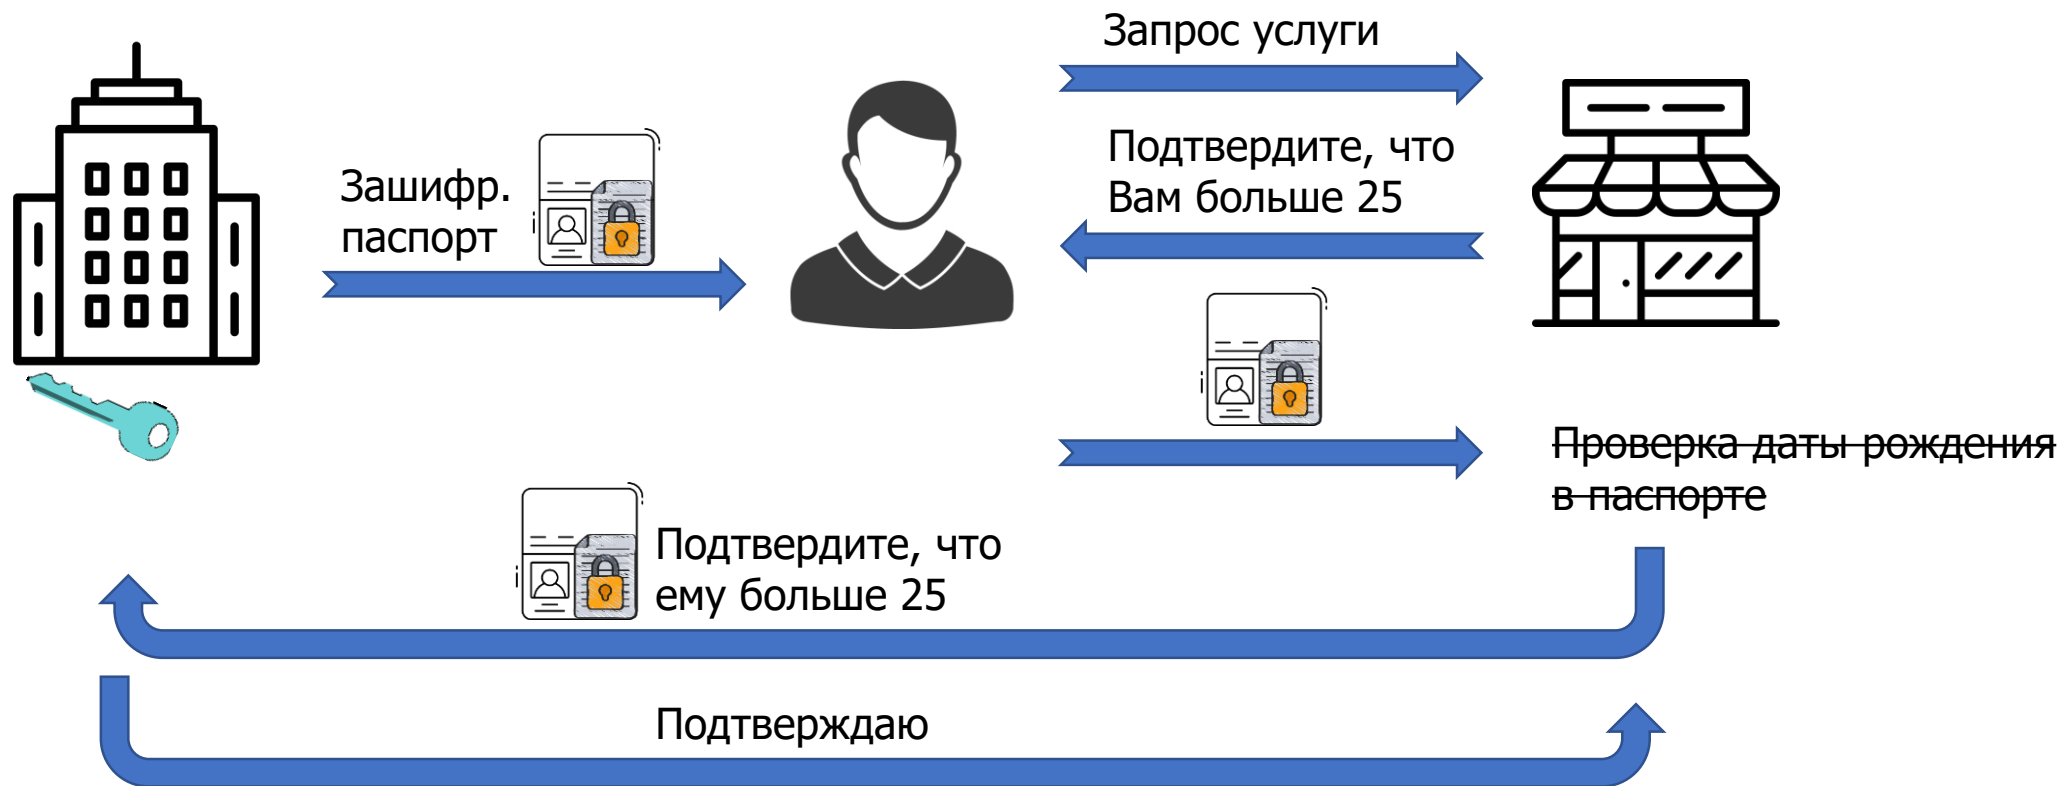 Запрос услуги
Подтвердите, что
Вам больше 25
Зашифр.
паспорт
Проверка даты рождения
в паспорте
Подтвердите, что
ему больше 25
Подтверждаю